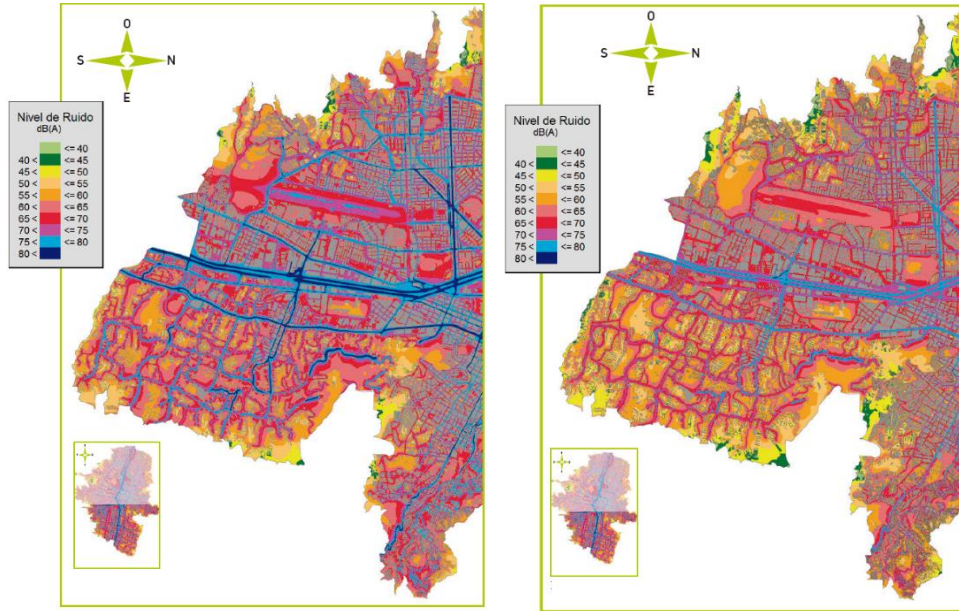 O
S N
E
Nivel de Ruido
dB(A)
<= 40
40 < <= 45
45 < <= 50
50 < <= 55
55 < <= 60
60 < <= 65
65 < <= 70
70 < <= 75
75 < <= 80
80 <
O
S N
E
Nivel de Ruido
dB(A)
<= 40
40 < <= 45
45 < <= 50
50 < <= 55
55 < <= 60
60 < <= 65
65 < <= 70
70 < <= 75
75 < <= 80
80 <